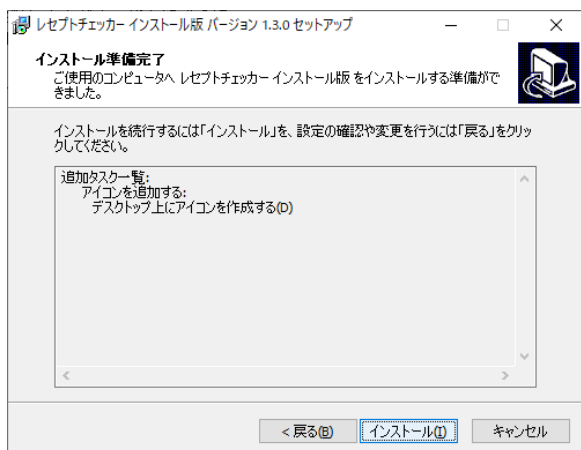 レセプトチェッカー インストール版 バージョン 1.3.0 セットアップ
インストール準備完了
ご使用のコンピュータへ レセプトチェッカー インストール版 をインストールする準備がで
きました。
インストールを続行するには「インストール」を、設定の確認や変更を行うには「戻る」をクリッ
クしてください。
追加タスク一覧:
アイコンを追加する:
デスクトップ上にアイコンを作成する(D)
< 戻る(B)
インストール(I)
キャンセル